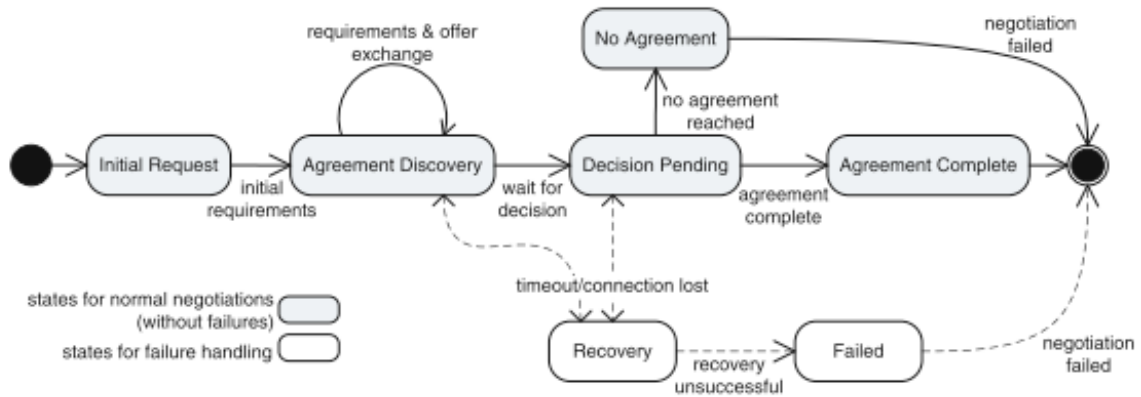 requirements & offer
exchange
No Agreement
negotiation
failed
no agreement
reached
Initial Request
Agreement Discovery
Decision Pending
Agreement Complete
initial
requirements
wait for
decision
agreement
complete
timeout/connection lost
states for normal negotiations
(without failures)
states for failure handling
Recovery
Failed
recovery
unsuccessful
negotiation
failed